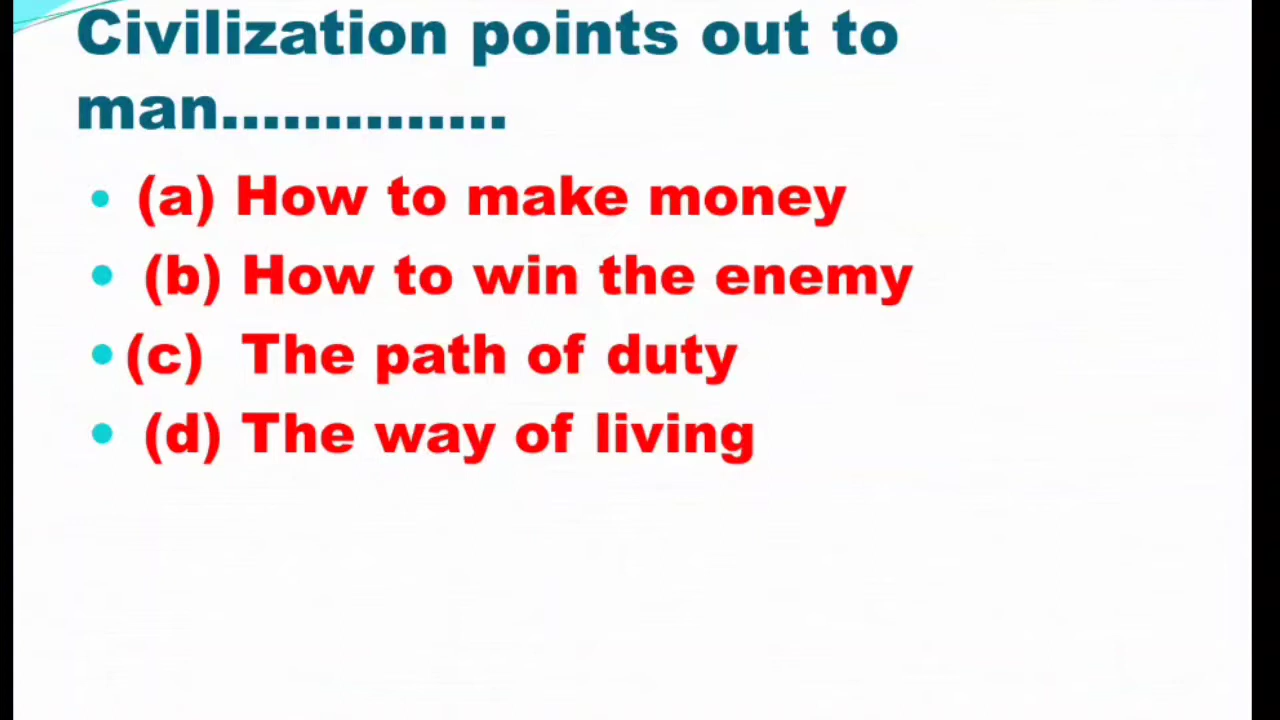 Civilization points out to
man..............
• (a) How to make money
• (b) How to win the enemy
• (c) The path of duty
• (d) The way of living